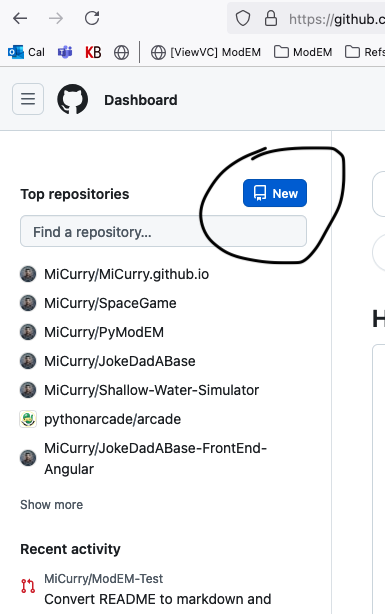 https://github.c
Cal
KB
[ViewVC] ModEM
ModEM
Refs
Dashboard
Top repositories
New
Find a repository...
MiCurry/MiCurry.github.io
MiCurry/SpaceGame
MiCurry/PyModEM
MiCurry/JokeDadABase
MiCurry/Shallow-Water-Simulator
pythonarcade/arcade
MiCurry/JokeDadABase-FrontEnd-
Angular
Show more
H
Recent activity
MiCurry/ModEM-Test
Convert README to markdown and